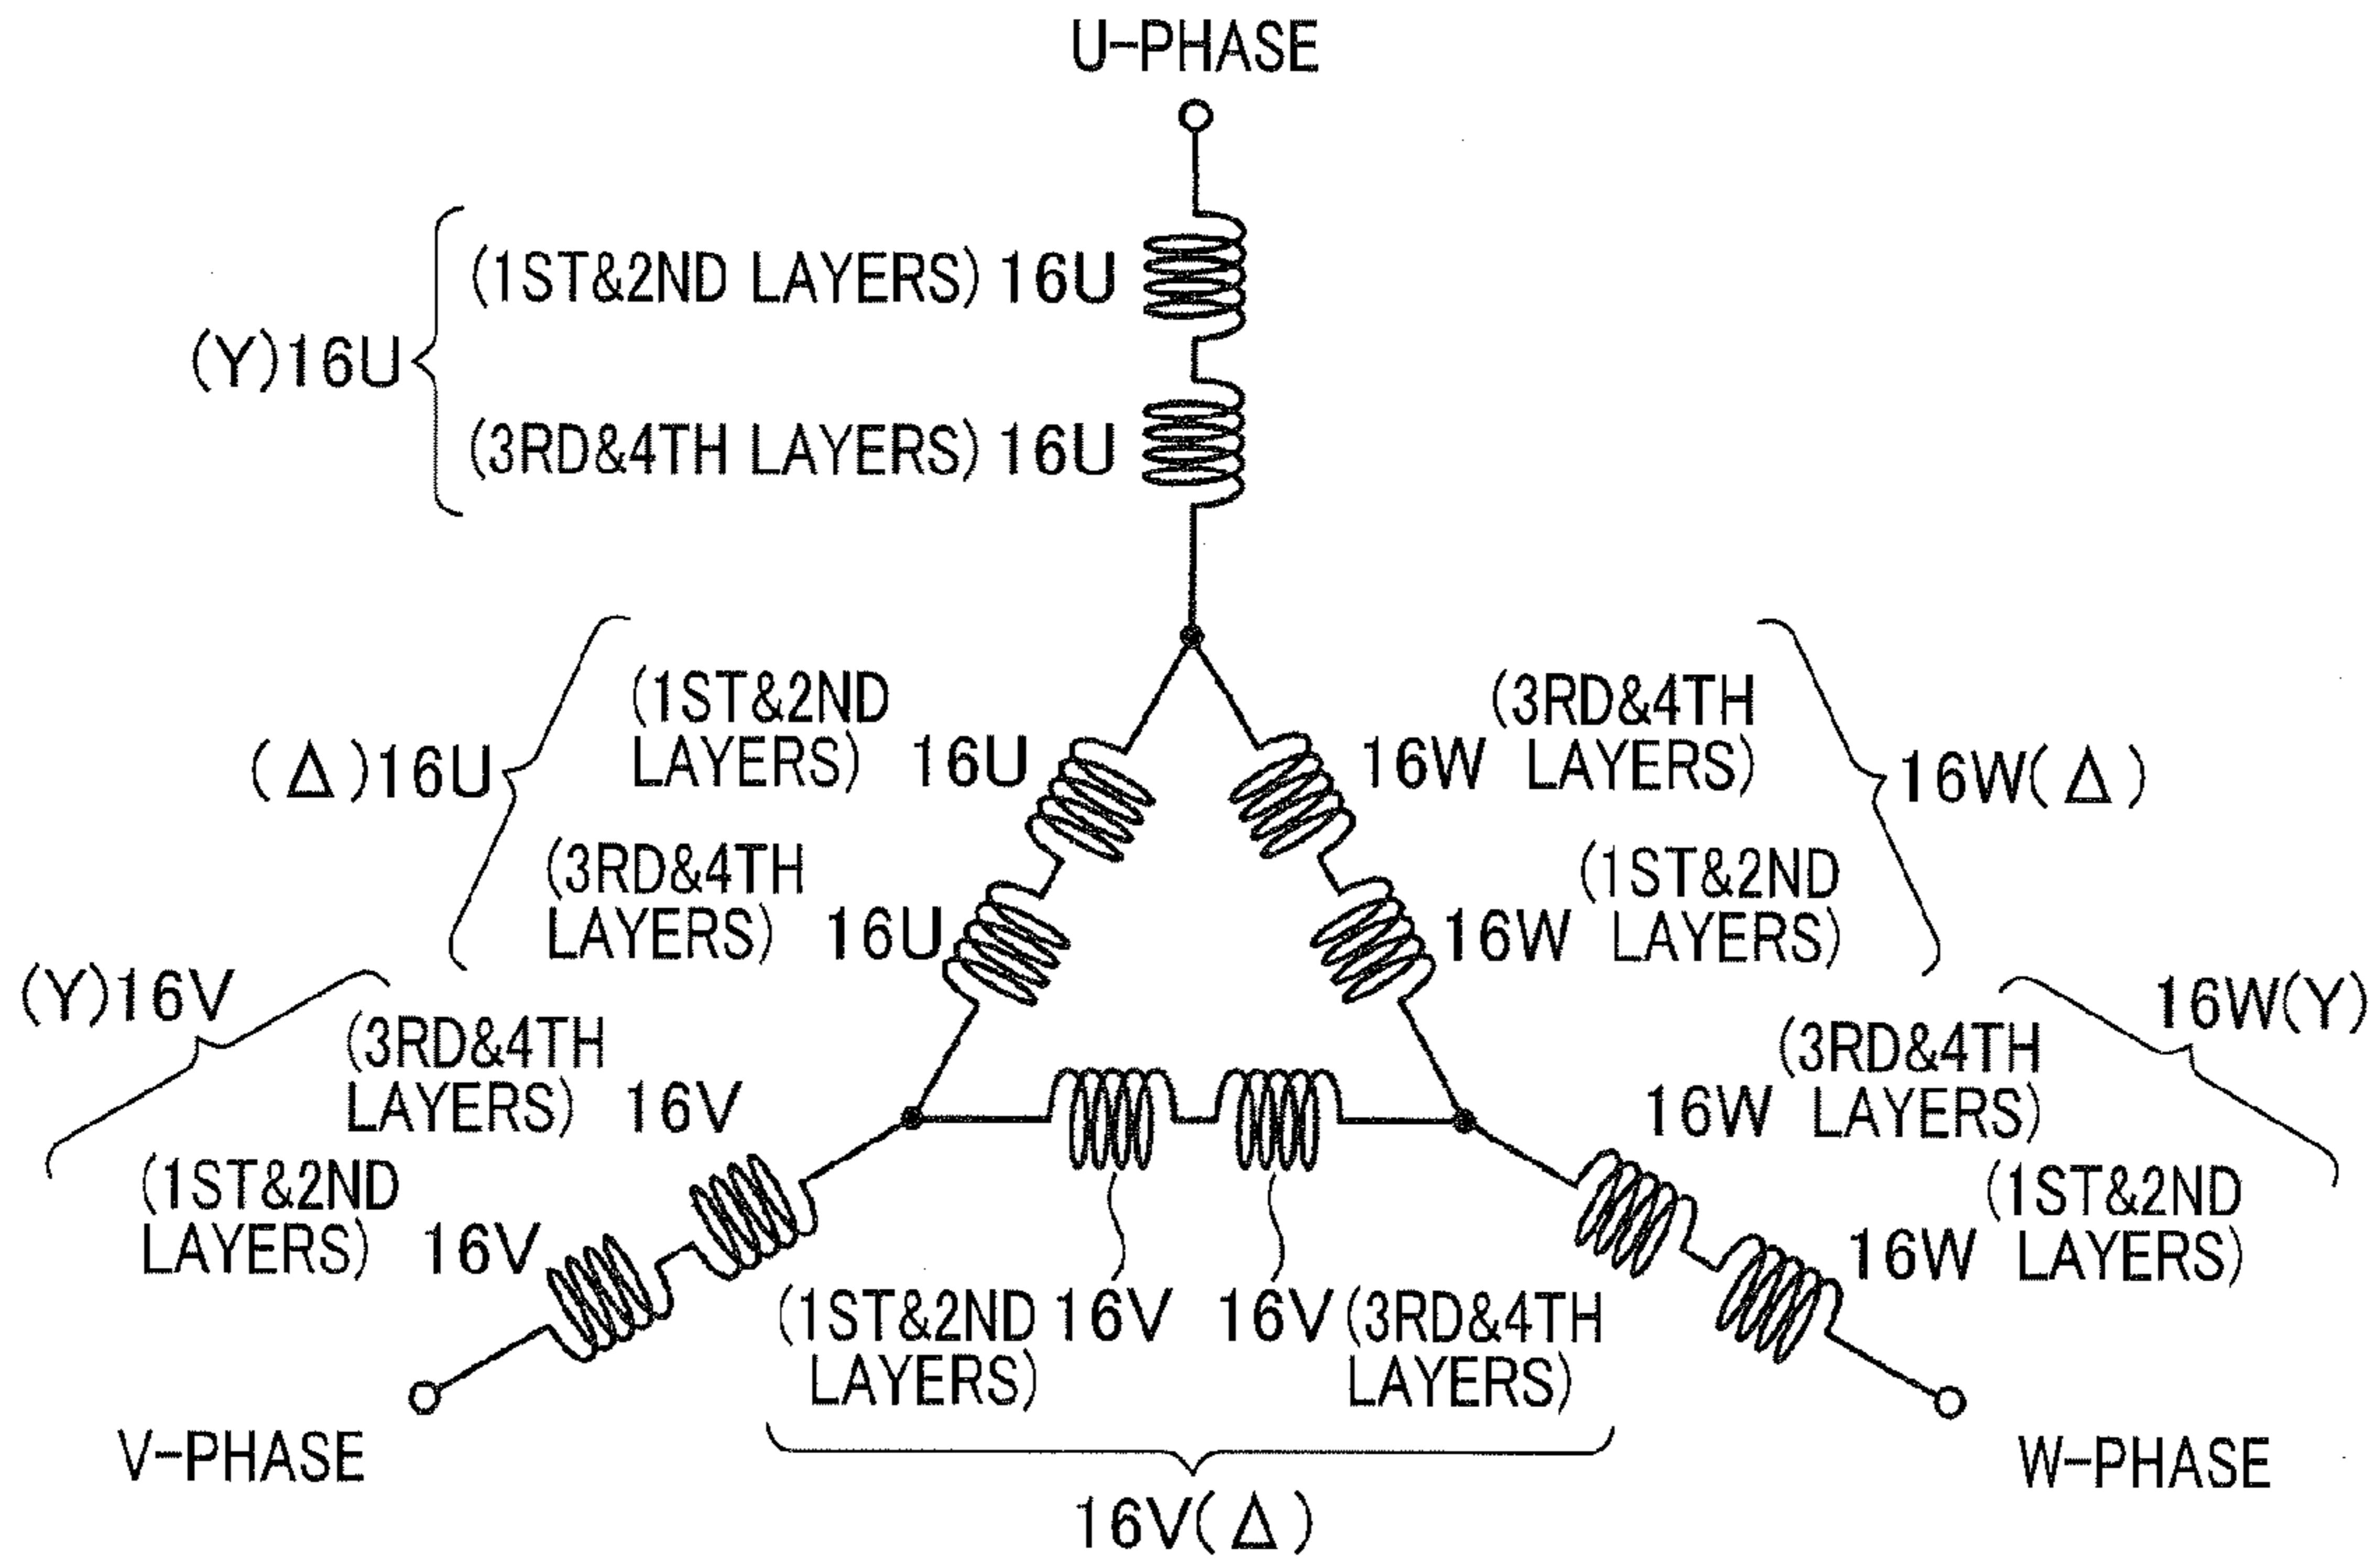 U-PHASE
(1ST&2ND LAYERS) 16U
(Y)16U
(3RD&4TH LAYERS) 16U
(1ST&2ND
LAYERS) 16U
(Δ)16U
(3RD&4TH
LAYERS) 16U
(3RD&4TH
16W LAYERS)
16W(Δ)
(1ST&2ND
16W LAYERS)
(Y)16V
(3RD&4TH
LAYERS) 16V
(1ST&2ND
LAYERS) 16V
16W(Y)
(3RD&4TH
16W LAYERS)
(1ST&2ND
16W LAYERS)
(1ST&2ND 16V
LAYERS)
16V (3RD&4TH
LAYERS)
V-PHASE
W-PHASE
16V(Δ)